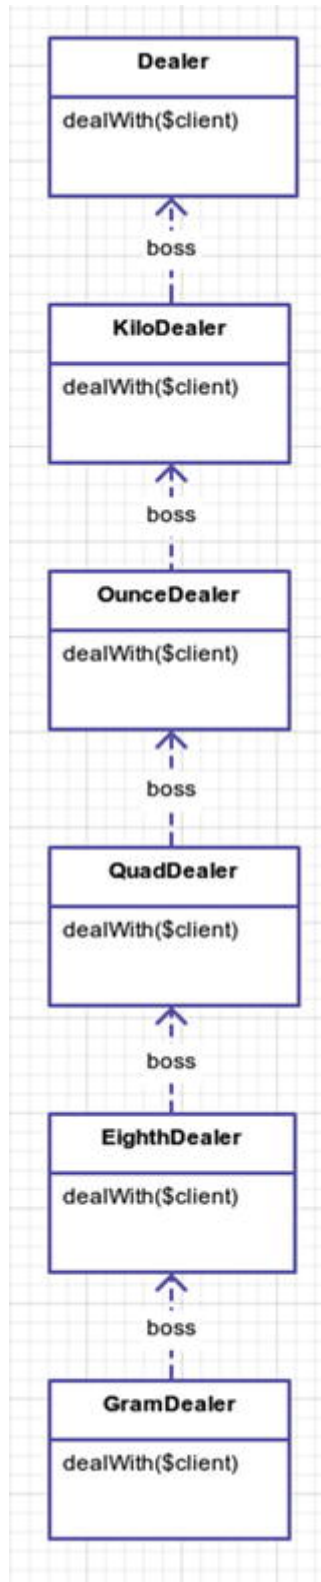 Dealer
dealWith($client)
boss
KiloDealer
dealWith($client)
boss
OunceDealer
dealWith($client)
boss
QuadDealer
dealWith($client)
boss
EighthDealer
dealWith($client)
boss
GramDealer
dealWith($client)